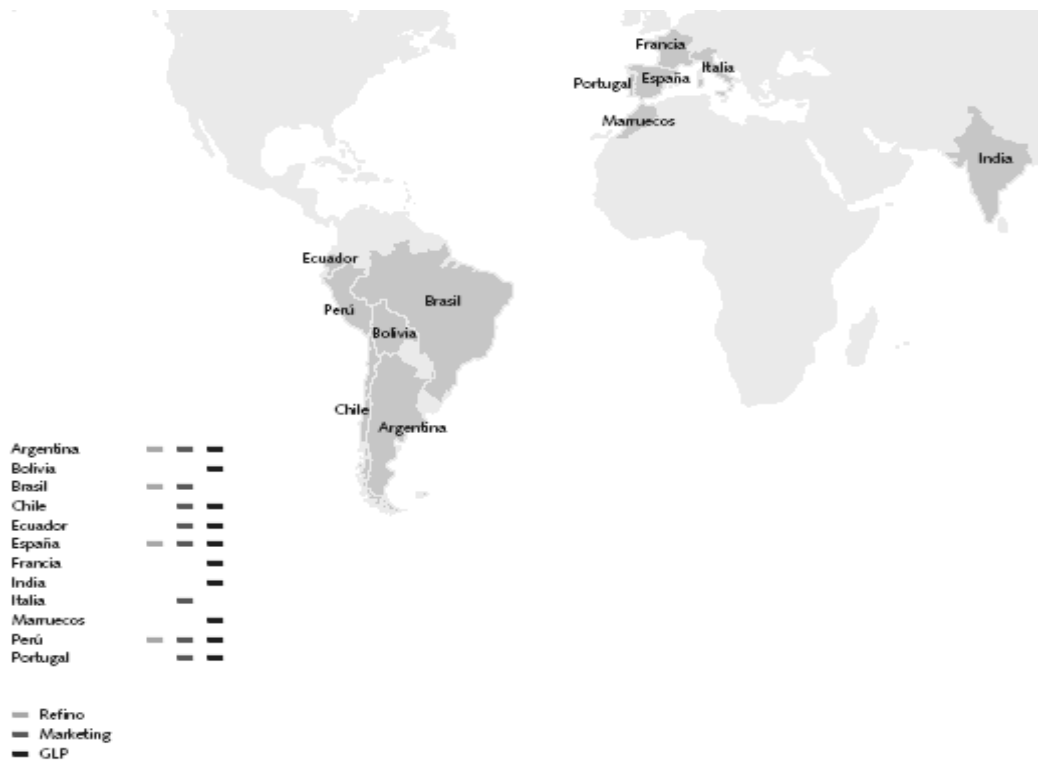 Francia
Italia
Portugal
España
Marruecos
India
Ecuador
Brasil
Perú
Bolivia
Chile
Argentina
Argentina
Bolivia
Brasil
Chile
Ecuador
España
Francia
India
Italia
Marruecos
Perú
Portugal
Refino
Marketing
GLP